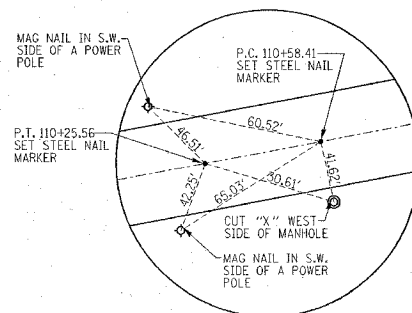 MAG NAIL IN S.W.
SIDE OF A POWER
POLE
P.C. 110+58.41
SET STEEL NAIL
MARKER
60.52'
46.51'
P.T. 110+25.56
SET STEEL NAIL
MARKER
41.62'
42.25'
65.03'
50.61'
CUT "X" WEST
SIDE OF MANHOLE
MAG NAIL IN S.W.
SIDE OF A POWER
POLE